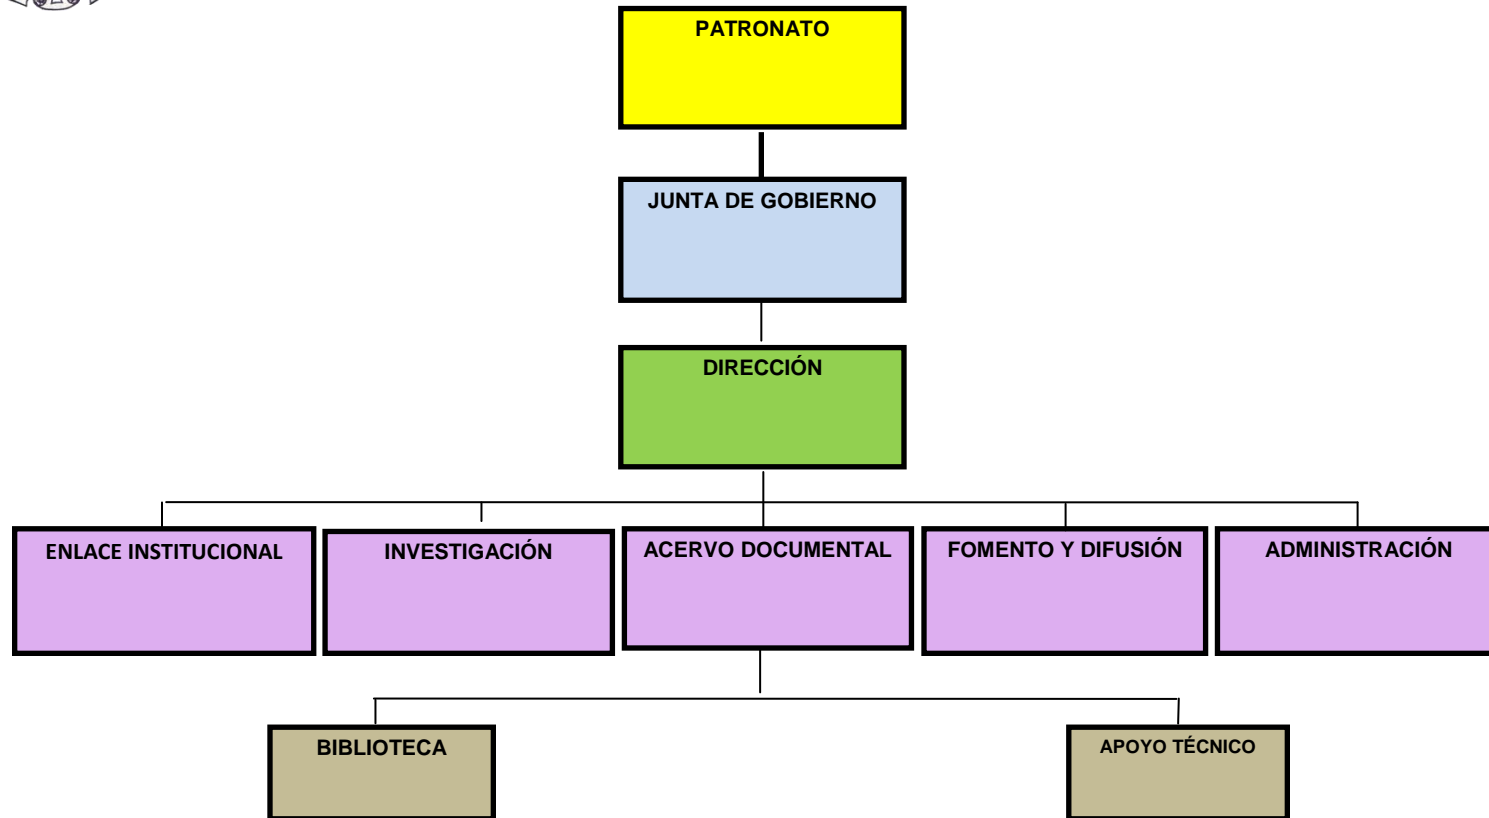 PATRONATO
JUNTA DE GOBIERNO
DIRECCIÓN
ENLACE INSTITUCIONAL
INVESTIGACIÓN
ACERVO DOCUMENTAL
FOMENTO Y DIFUSIÓN
ADMINISTRACIÓN
BIBLIOTECA
APOYO TÉCNICO